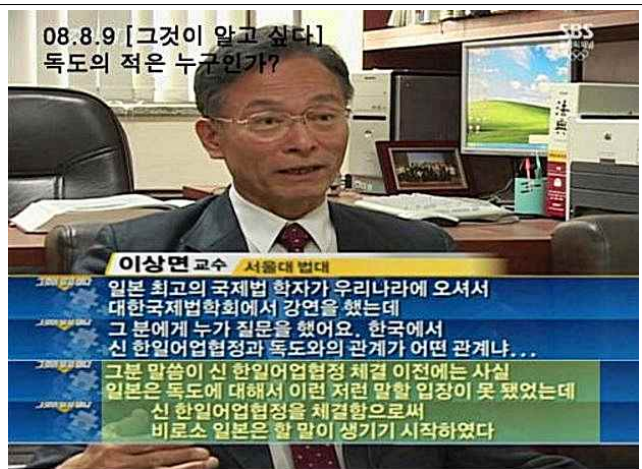 08.8.9 [그것이 알고 싶다]
독도의 적은 누구인가?
SBS
法典
이상면 교수 서울대 법대
일본 최고의 국제법 학자가 우리나라에 오셔서
대한국제법학회에서 강연을 했는데
그 분에게 누가 질문을 했어요. 한국에서
신 한일어업협정과 독도와의 관계가 어떤 관계냐...
그분 말씀이 신 한일어업협정 체결 이전에는 사실
일본은 독도에 대해서 이런 저런 말할 입장이 못 됐었는데
신 한일어업협정을 체결함으로써
비로소 일본은 할 말이 생기기 시작하였다